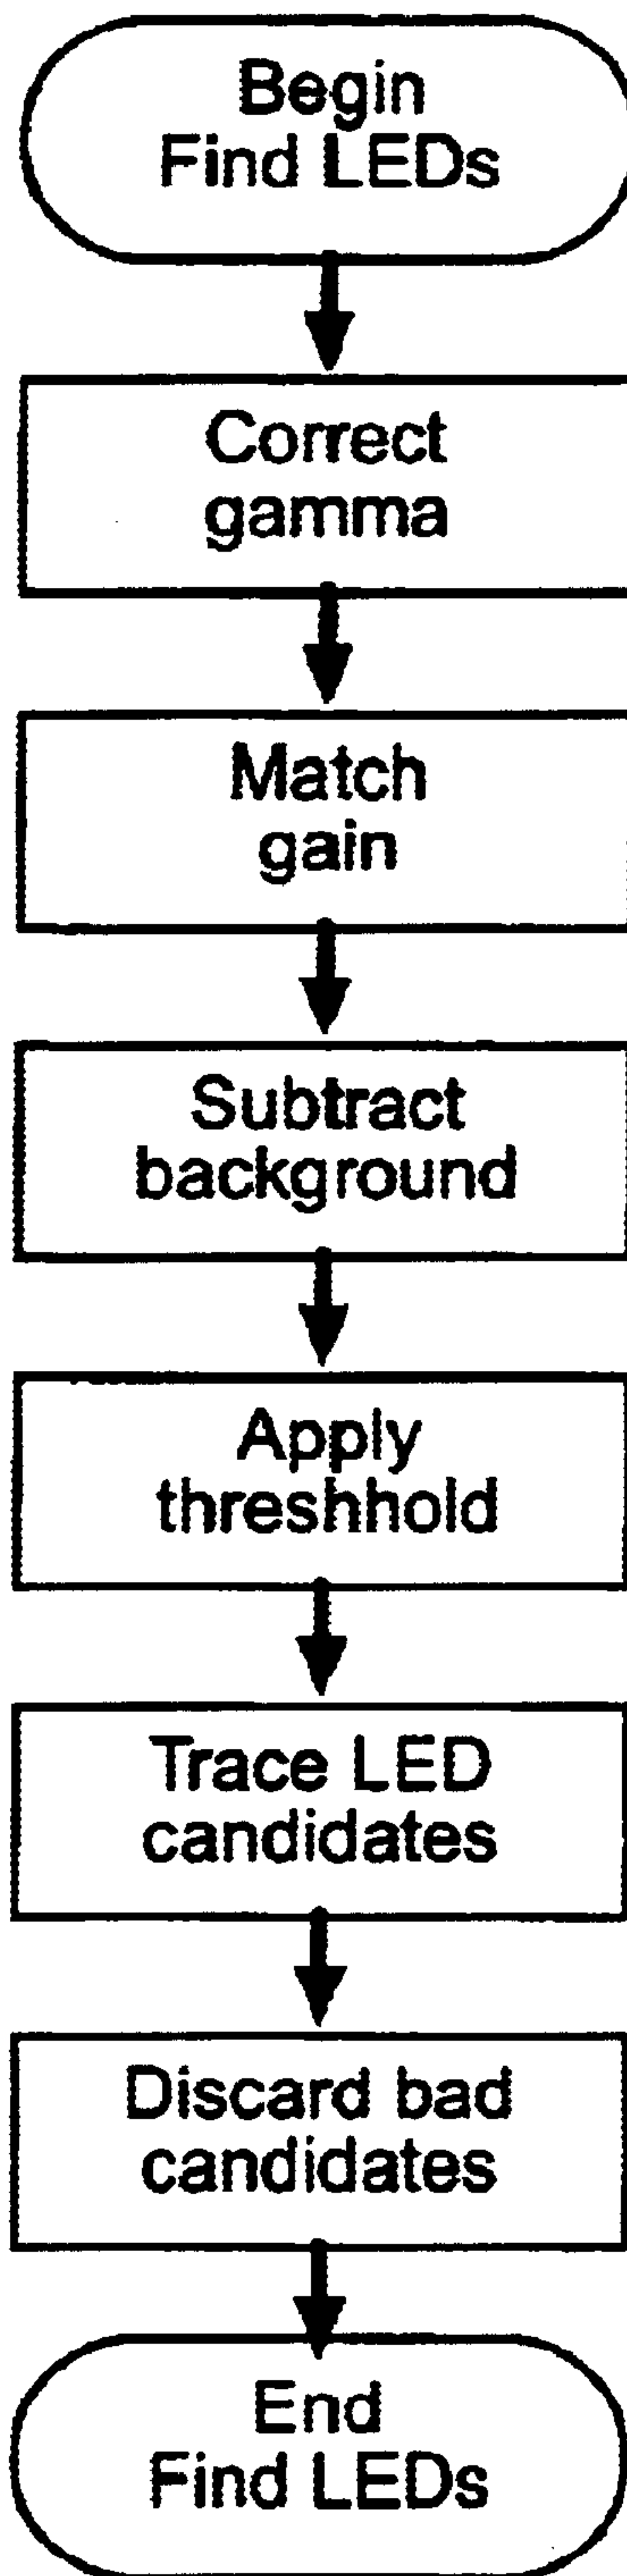 Begin
Find LEDs
Correct
gamma
Match
gain
Subtract
background
Apply
threshhold
Trace LED
candidates
Discard bad
candidates
End
Find LEDs